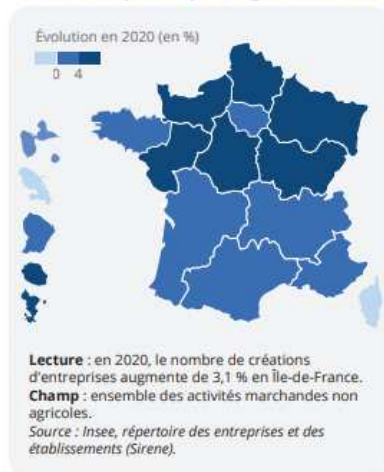 Évolution en 2020 (en %)
0 4
Lecture : en 2020, le nombre de créations
d'entreprises augmente de 3,1 % en Île-de-France.
Champ : ensemble des activités marchandes non
agricoles.
Source : Insee, répertoire des entreprises et des
établissements (Sirene).